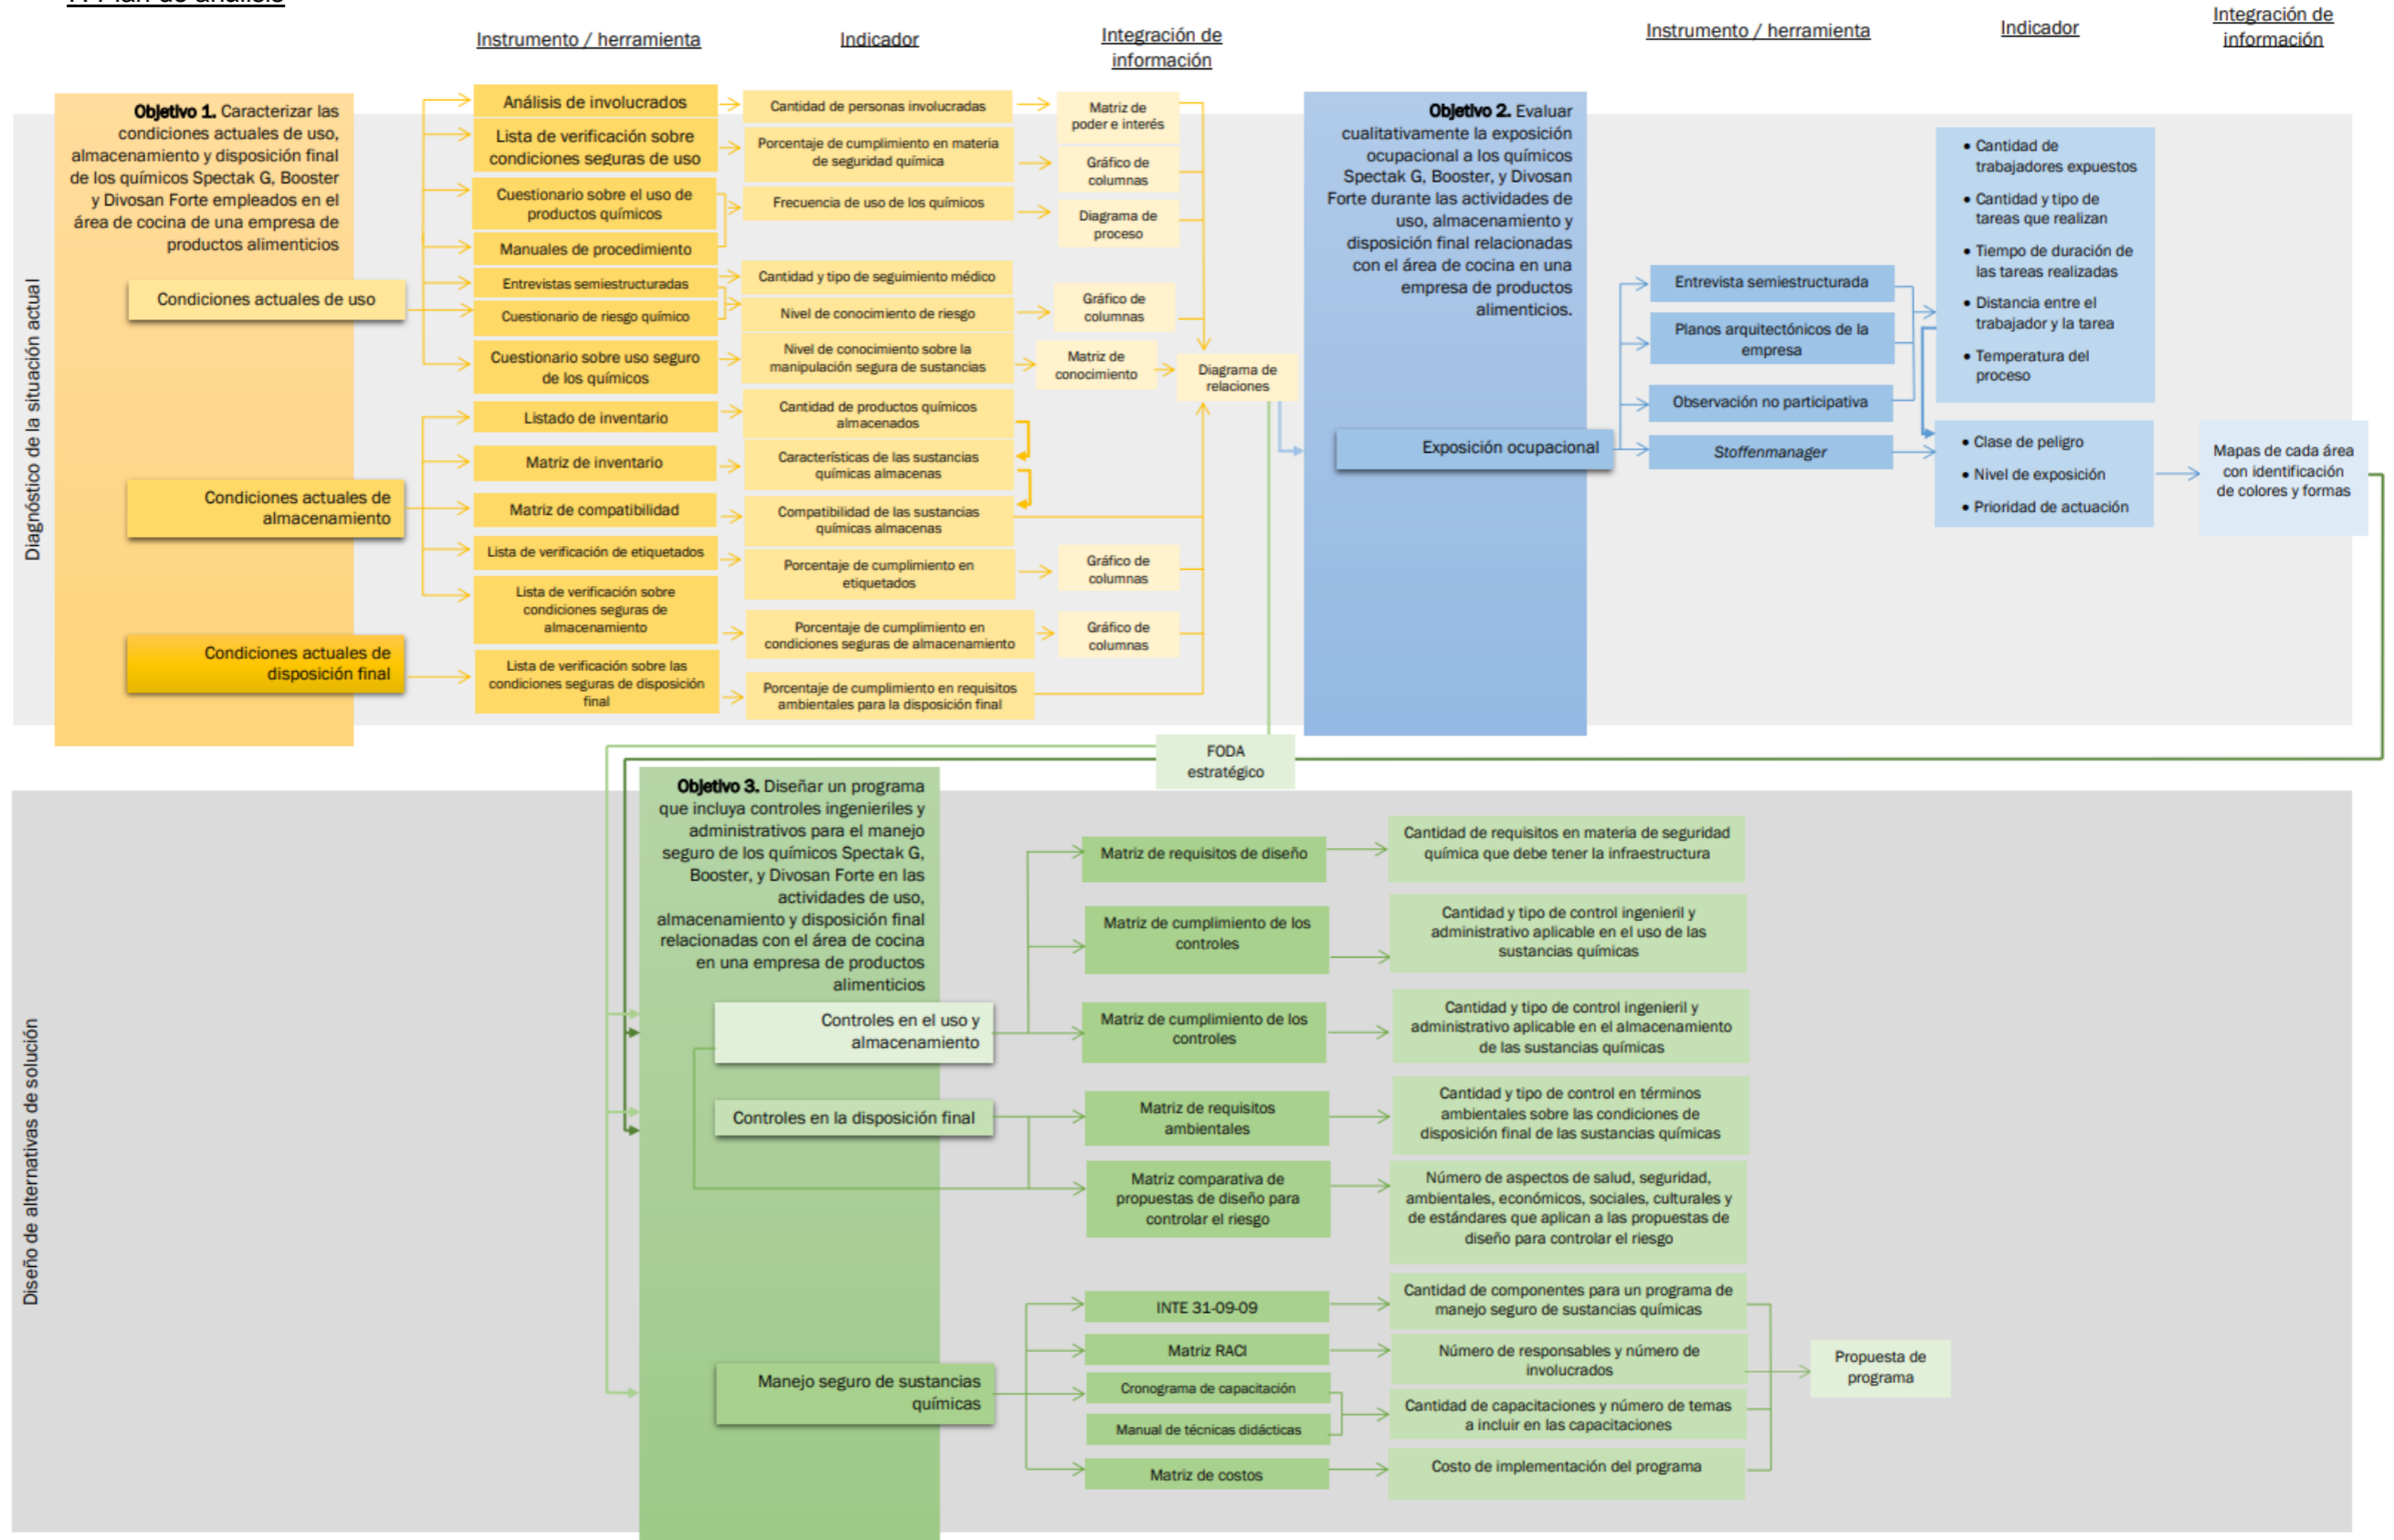 Plan de análisis
Instrumento / herramienta
Indicador
Integración de
información
Instrumento / herramienta
Indicador
Integración de
información
Diagnóstico de la situación actual
Objetivo 1. Caracterizar las
condiciones actuales de uso,
almacenamiento y disposición final
de los químicos Spectak G, Booster
y Divosan Forte empleados en el
área de cocina de una empresa de
productos alimenticios
Condiciones actuales de uso
Condiciones actuales de
almacenamiento
Condiciones actuales de
disposición final
Análisis de involucrados
Lista de verificación sobre
condiciones seguras de uso
Cuestionario sobre el uso de
productos químicos
Manuales de procedimiento
Entrevistas semiestructuradas
Cuestionario de riesgo químico
Cuestionario sobre uso seguro
de los químicos
Listado de inventario
Matriz de inventario
Matriz de compatibilidad
Lista de verificación de etiquetados
Lista de verificación sobre
condiciones seguras de
almacenamiento
Lista de verificación sobre las
condiciones seguras de disposición
final
Cantidad de personas involucradas
Porcentaje de cumplimiento en materia
de seguridad química
Frecuencia de uso de los químicos
Cantidad y tipo de seguimiento médico
Nivel de conocimiento de riesgo
Nivel de conocimiento sobre la
manipulación segura de sustancias
Cantidad de productos químicos
almacenados
Características de las sustancias
químicas almacenas
Compatibilidad de las sustancias
químicas almacenas
Porcentaje de cumplimiento en
etiquetados
Porcentaje de cumplimiento en
condiciones seguras de almacenamiento
Porcentaje de cumplimiento en requisitos
ambientales para la disposición final
Matriz de
poder e interés
Gráfico de
columnas
Diagrama de
proceso
Gráfico de
columnas
Matriz de
conocimiento
Gráfico de
columnas
Gráfico de
columnas
Diagrama de
relaciones
Objetivo 2. Evaluar
cualitativamente la exposición
ocupacional a los químicos
Spectak G, Booster, y Divosan
Forte durante las actividades de
uso, almacenamiento y
disposición final relacionadas
con el área de cocina en una
empresa de productos
alimenticios.
Exposición ocupacional
Entrevista semiestructurada
Planos arquitectónicos de la
empresa
Observación no participativa
Stoffenmanager
• Cantidad de
trabajadores expuestos
• Cantidad y tipo de
tareas que realizan
• Tiempo de duración de
las tareas realizadas
• Distancia entre el
trabajador y la tarea
• Temperatura del
proceso
• Clase de peligro
• Nivel de exposición
• Prioridad de actuación
Mapas de cada área
con identificación
de colores y formas
FODA
estratégico
Diseño de alternativas de solución
Objetivo 3. Diseñar un programa
que incluya controles ingenieriles y
administrativos para el manejo
seguro de los químicos Spectak G,
Booster, y Divosan Forte en las
actividades de uso,
almacenamiento y disposición final
relacionadas con el área de cocina
en una empresa de productos
alimenticios
Controles en el uso y
almacenamiento
Controles en la disposición final
Manejo seguro de sustancias
químicas
Matriz de requisitos de diseño
Matriz de cumplimiento de los
controles
Matriz de cumplimiento de los
controles
Matriz de requisitos
ambientales
Matriz comparativa de
propuestas de diseño para
controlar el riesgo
INTE 31-09-09
Matriz RACI
Cronograma de capacitación
Manual de técnicas didácticas
Matriz de costos
Cantidad de requisitos en materia de seguridad
química que debe tener la infraestructura
Cantidad y tipo de control ingenieril y
administrativo aplicable en el uso de las
sustancias químicas
Cantidad y tipo de control ingenieril y
administrativo aplicable en el almacenamiento
de las sustancias químicas
Cantidad y tipo de control en términos
ambientales sobre las condiciones de
disposición final de las sustancias químicas
Número de aspectos de salud, seguridad,
ambientales, económicos, sociales, culturales y
de estándares que aplican a las propuestas de
diseño para controlar el riesgo
Cantidad de componentes para un programa de
manejo seguro de sustancias químicas
Número de responsables y número de
involucrados
Cantidad de capacitaciones y número de temas
a incluir en las capacitaciones
Costo de implementación del programa
Propuesta de
programa